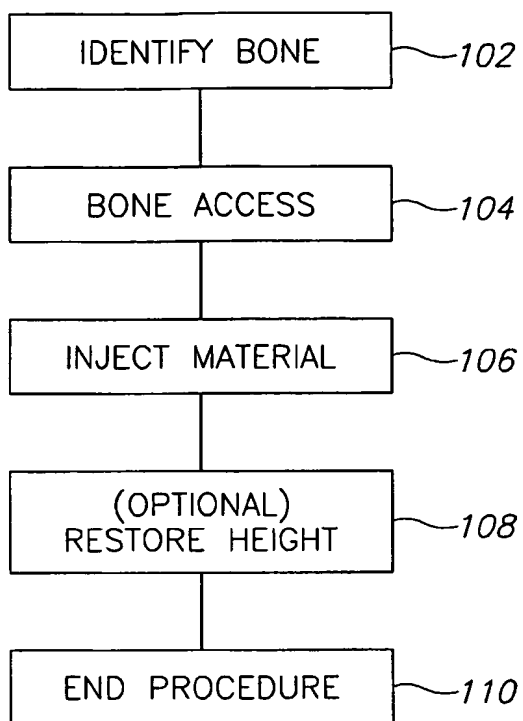 IDENTIFY BONE 102
BONE ACCESS 104
INJECT MATERIAL 106
(OPTIONAL)
RESTORE HEIGHT 108
END PROCEDURE 110